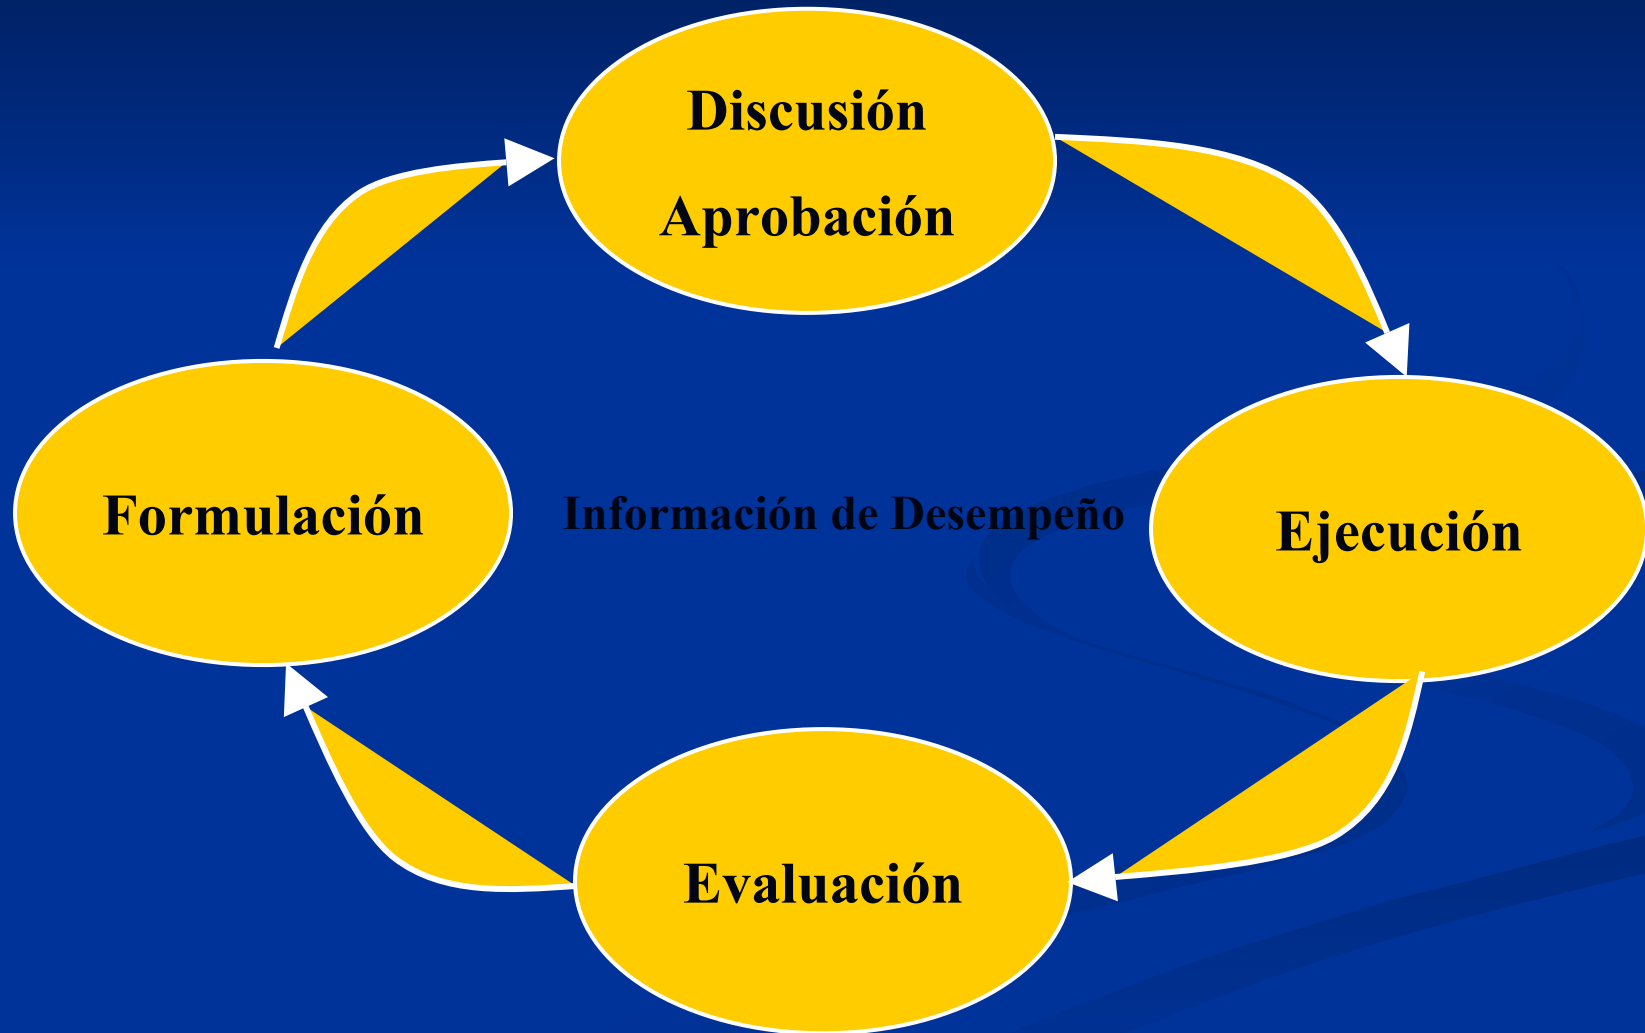 Discusión
Aprobación
Formulación
Información de Desempeño
Ejecución
Evaluación